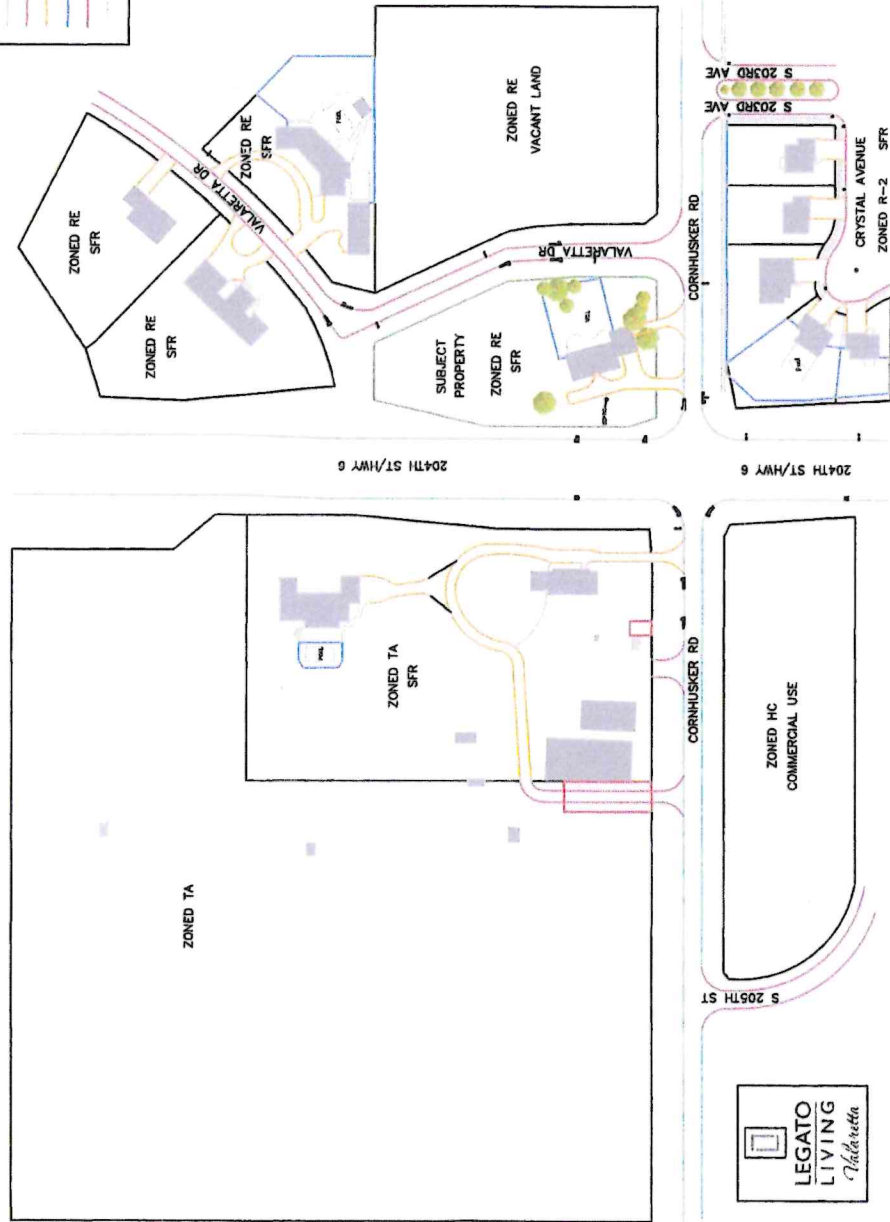 ZONED RE
SFR
ZONED RE
SFR
VALARETTA DR
ZONED RE
SFR
POOL
ZONED RE
VACANT LAND
VALARETTA DR
SUBJECT
PROPERTY
ZONED RE
SFR
CORNHUSKER RD
S 203RD AVE
S 203RD AVE
CRYSTAL AVENUE
ZONED R-2 SFR
204TH ST/HWY 6
204TH ST/HWY 6
POOL
ZONED TA
SFR
ZONED TA
CORNHUSKER RD
ZONED HC
COMMERCIAL USE
S 205TH ST
LEGATO
LIVING
at
Valaretta